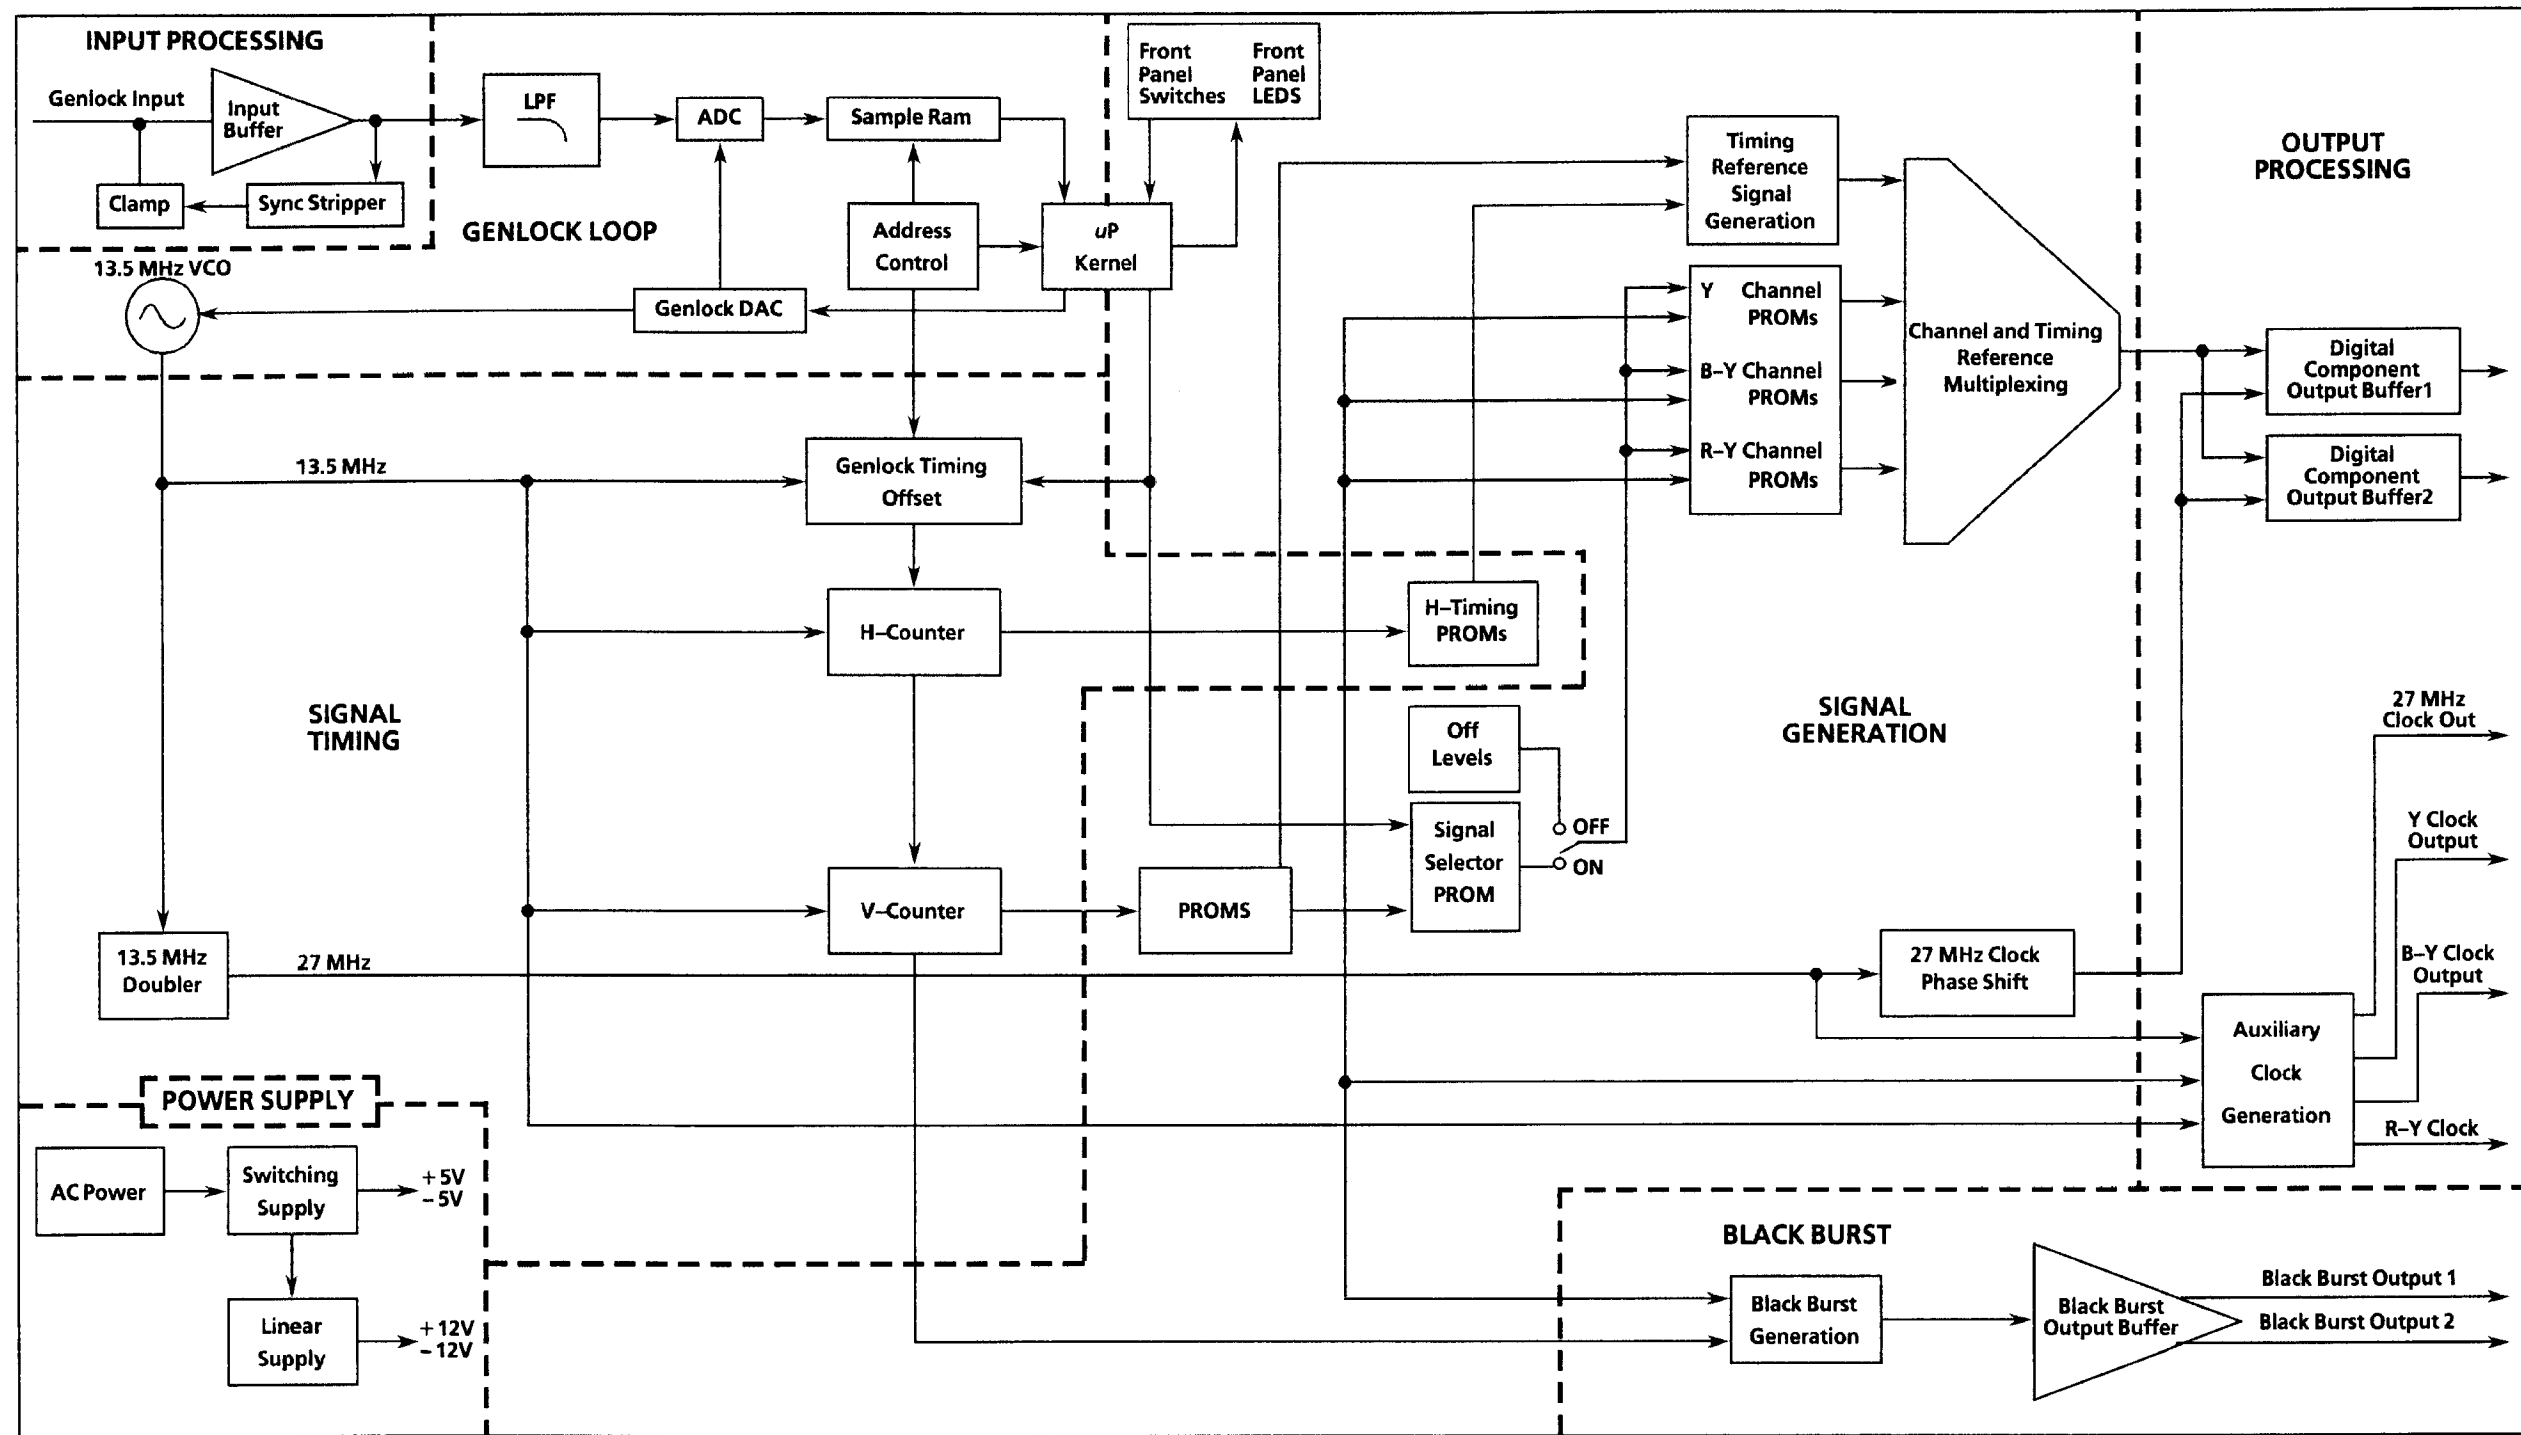 INPUT PROCESSING
Genlock Input
Input
Buffer
Clamp
Sync Stripper
LPF
ADC
Sample Ram
Front
Panel
Switches
Front
Panel
LEDS
GENLOCK LOOP
Address
Control
uP
Kernel
13.5 MHz VCO
Genlock DAC
Timing
Reference
Signal
Generation
Y Channel
PROMs
B–Y Channel
PROMs
R–Y Channel
PROMs
Channel and Timing
Reference
Multiplexing
OUTPUT
PROCESSING
Digital
Component
Output Buffer1
Digital
Component
Output Buffer2
13.5 MHz
Genlock Timing
Offset
H–Counter
H–Timing
PROMs
SIGNAL
TIMING
Off
Levels
SIGNAL
GENERATION
Signal
Selector
PROM
OFF
ON
V–Counter
PROMS
13.5 MHz
Doubler
27 MHz
27 MHz Clock
Phase Shift
27 MHz
Clock Out
Y Clock
Output
B–Y Clock
Output
R–Y Clock
Auxiliary
Clock
Generation
POWER SUPPLY
AC Power
Switching
Supply
+5V
–5V
Linear
Supply
+12V
–12V
BLACK BURST
Black Burst
Generation
Black Burst
Output Buffer
Black Burst Output 1
Black Burst Output 2